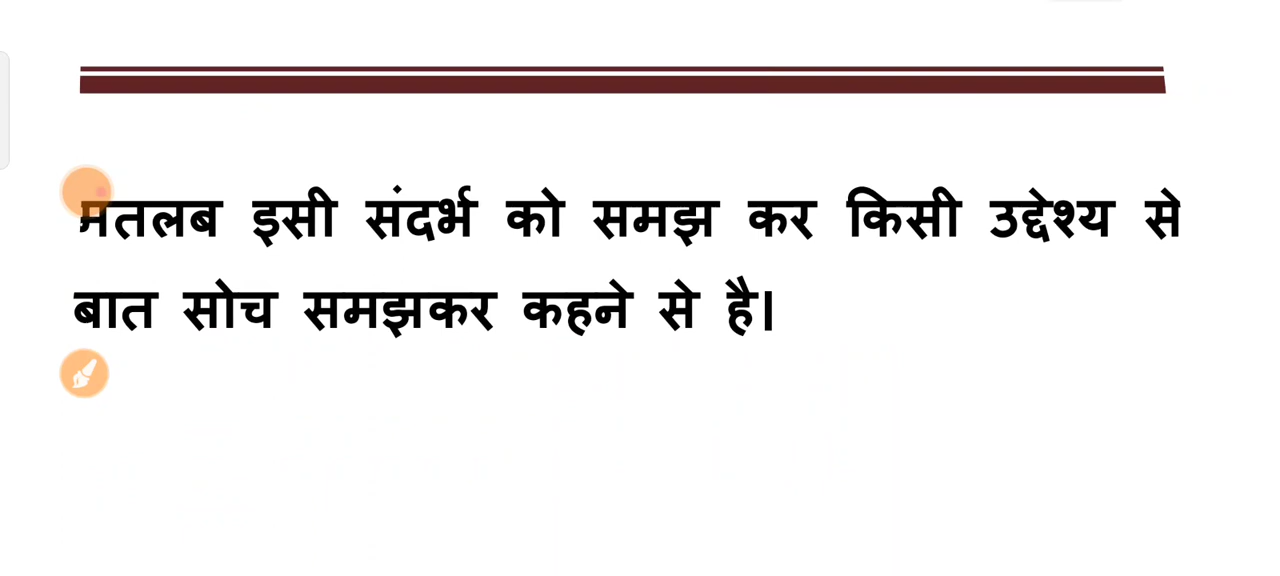 मतलब इसी संदर्भ को समझ कर किसी उद्देश्य से
बात सोच समझकर कहने से है।